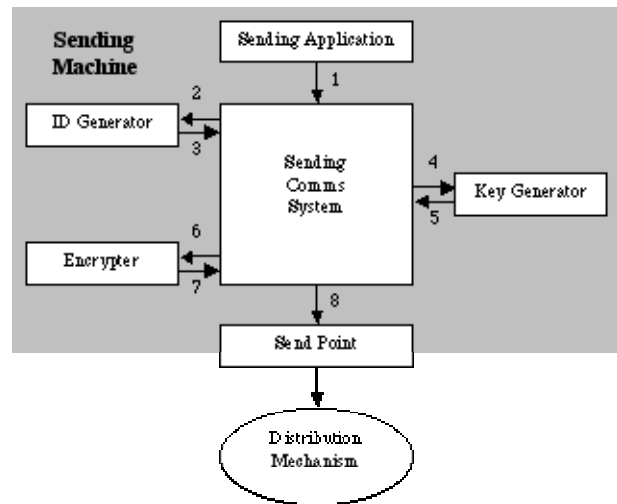 Sending
Machine
Sending Application
1
2
ID Generator
3
Sending
Comms
System
4
Key Generator
5
6
Encrypter
7
8
Send Point
Distribution
Mechanism